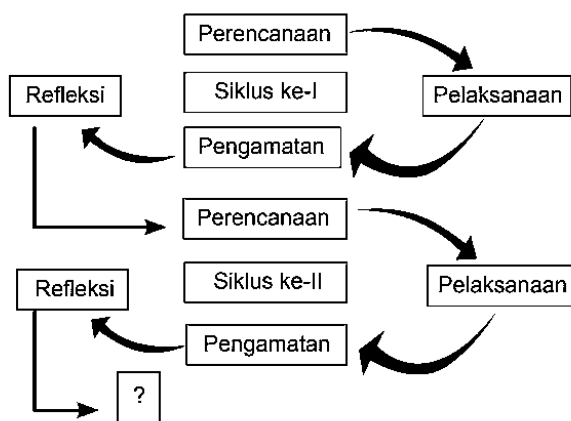 Perencanaan
Refleksi
Siklus ke-I
Pelaksanaan
Pengamatan
Perencanaan
Refleksi
Siklus ke-II
Pelaksanaan
Pengamatan
?